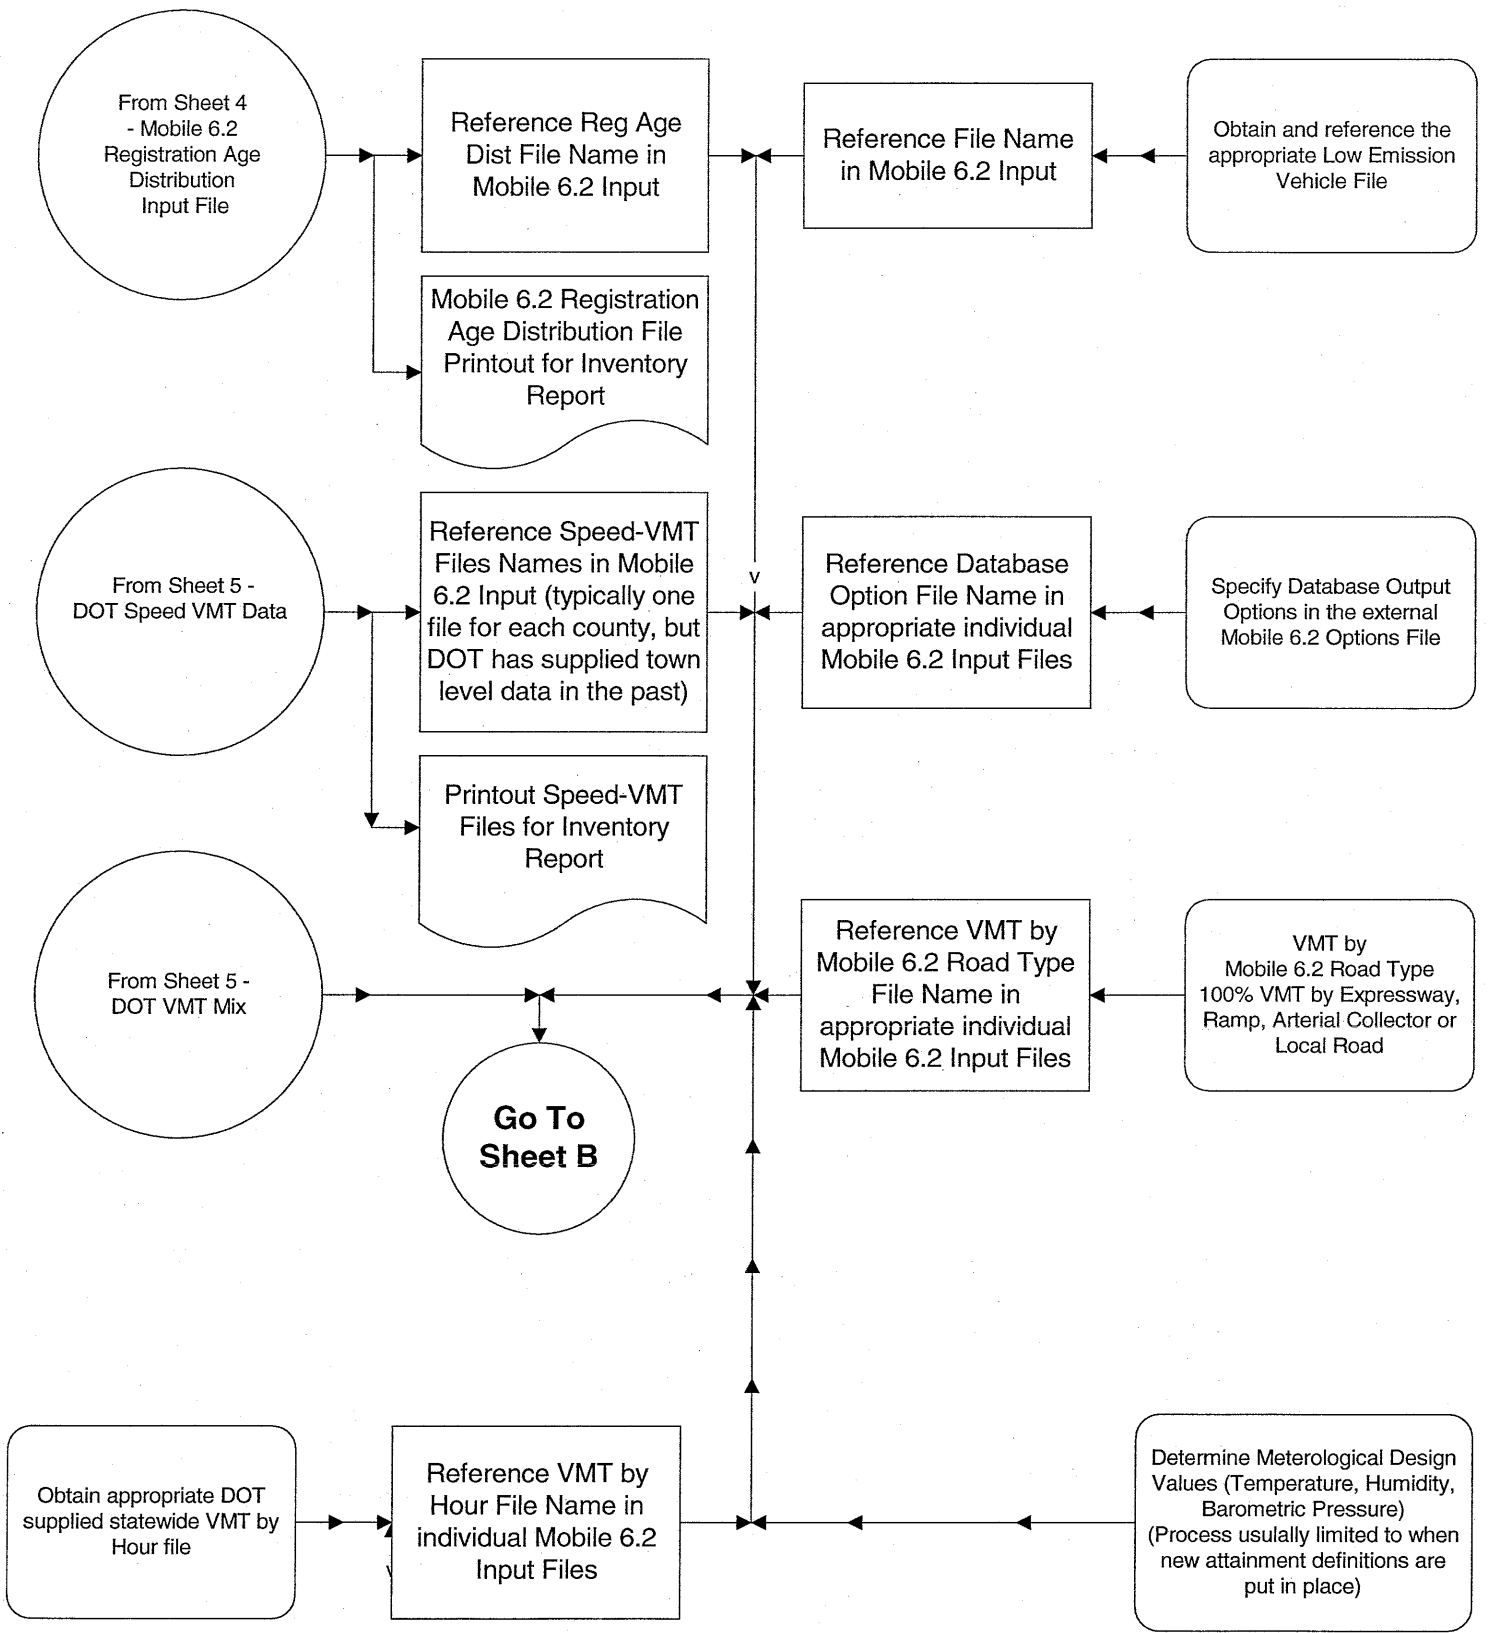 From Sheet 4
- Mobile 6.2
Registration Age
Distribution
Input File
Reference Reg Age
Dist File Name in
Mobile 6.2 Input
Reference File Name
in Mobile 6.2 Input
Obtain and reference the
appropriate Low Emission
Vehicle File
Mobile 6.2 Registration
Age Distribution File
Printout for Inventory
Report
From Sheet 5 -
DOT Speed VMT Data
Reference Speed-VMT
Files Names in Mobile
6.2 Input (typically one
file for each county, but
DOT has supplied town
level data in the past)
v
Reference Database
Option File Name in
appropriate individual
Mobile 6.2 Input Files
Specify Database Output
Options in the external
Mobile 6.2 Options File
Printout Speed-VMT
Files for Inventory
Report
From Sheet 5 -
DOT VMT Mix
Reference VMT by
Mobile 6.2 Road Type
File Name in
appropriate individual
Mobile 6.2 Input Files
VMT by
Mobile 6.2 Road Type
100% VMT by Expressway,
Ramp, Arterial Collector or
Local Road
Go To
Sheet B
Obtain appropriate DOT
supplied statewide VMT by
Hour file
Reference VMT by
Hour File Name in
individual Mobile 6.2
Input Files
Determine Meterological Design
Values (Temperature, Humidity,
Barometric Pressure)
(Process usulally limited to when
new attainment definitions are
put in place)